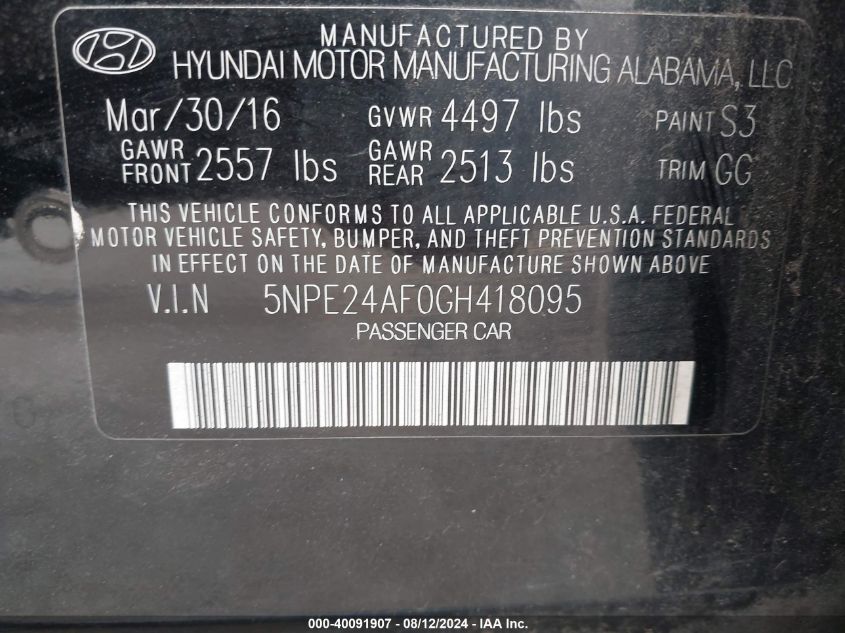 MANUFACTURED BY
HYUNDAI MOTOR MANUFACTURING ALABAMA, LLC
Mar/30/16 GVWR 4497 lbs PAINT S3
GAWR FRONT 2557 lbs GAWR REAR 2513 lbs TRIM GG
THIS VEHICLE CONFORMS TO ALL APPLICABLE U.S.A. FEDERAL
MOTOR VEHICLE SAFETY, BUMPER, AND THEFT PREVENTION STANDARDS
IN EFFECT ON THE DATE OF MANUFACTURE SHOWN ABOVE
V.I.N 5NPE24AF0GH418095
PASSENGER CAR
000-40091907 - 08/12/2024 - IAA Inc.